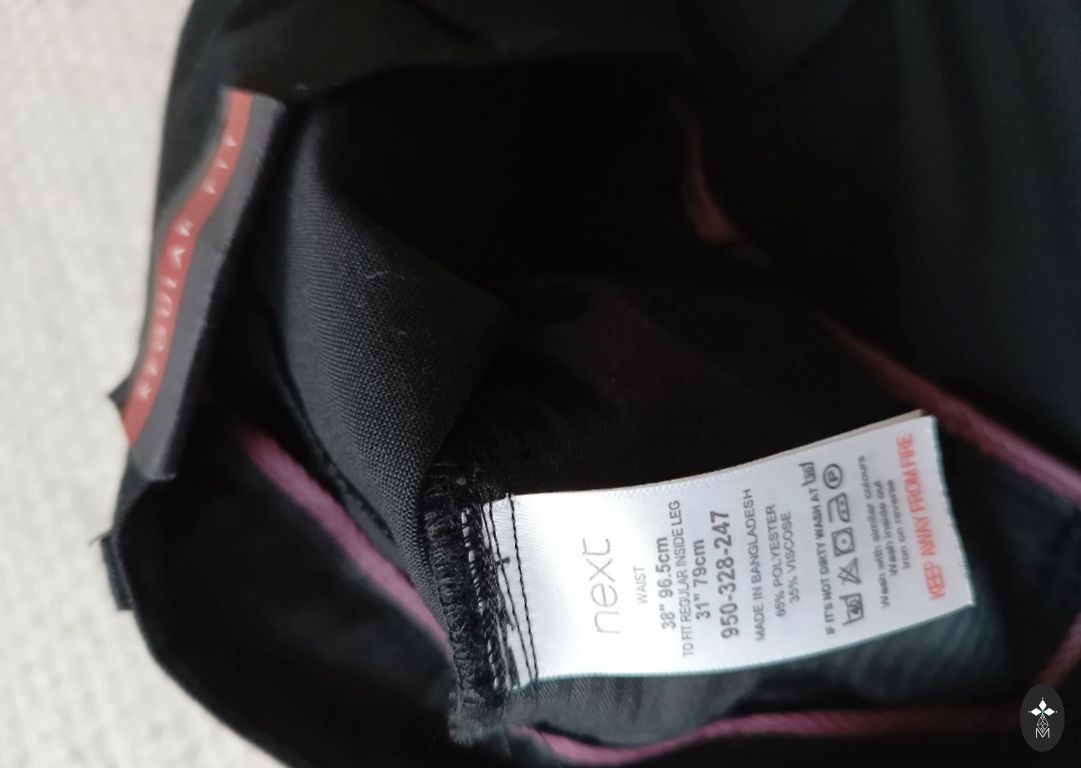 REGULAR FIT
next
WAIST
38" 96.5cm
TO FIT REGULAR INSIDE LEG
31" 79cm
950-328-247
MADE IN BANGLADESH
65% POLYESTER
35% VISCOSE
IF IT'S NOT DIRTY WASH AT 30
40 P
Wash with similar colours
Wash inside out
Iron on reverse
KEEP AWAY FROM FIRE
M